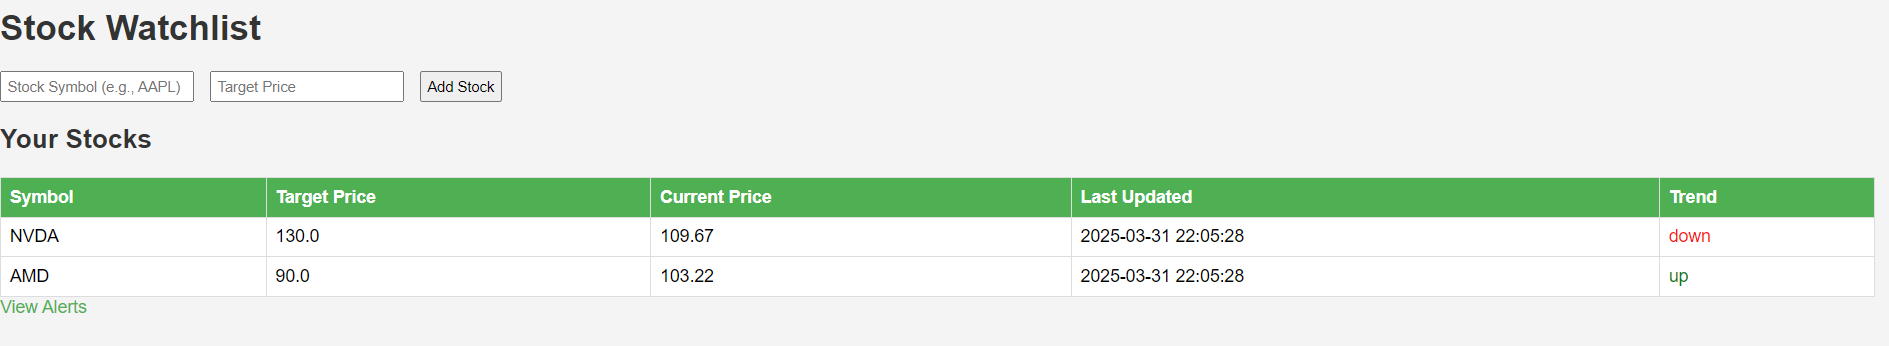 Stock Watchlist
Stock Symbol (e.g., AAPL) Target Price Add Stock
Your Stocks
Symbol Target Price Current Price Last Updated Trend
NVDA 130.0 109.67 2025-03-31 22:05:28 down
AMD 90.0 103.22 2025-03-31 22:05:28 up
View Alerts